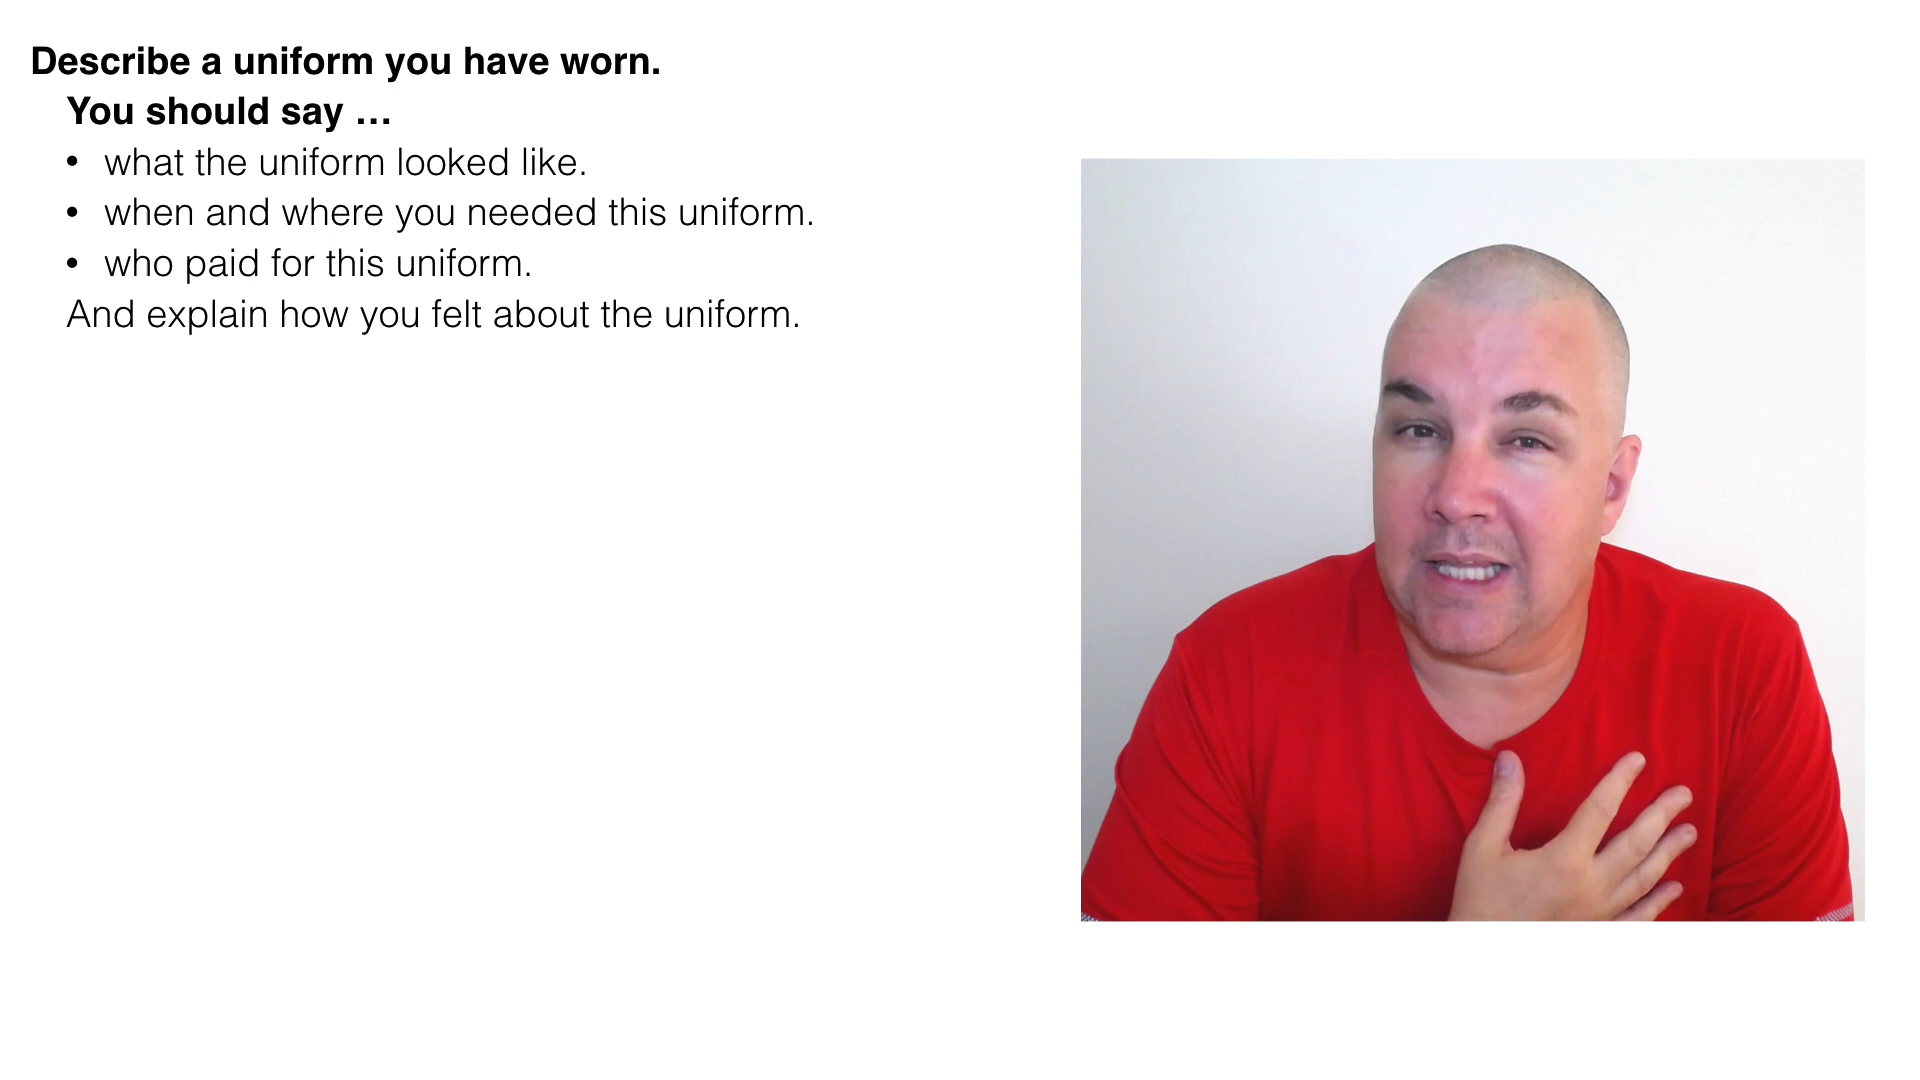 Describe a uniform you have worn.
You should say …
• what the uniform looked like.
• when and where you needed this uniform.
• who paid for this uniform.
And explain how you felt about the uniform.